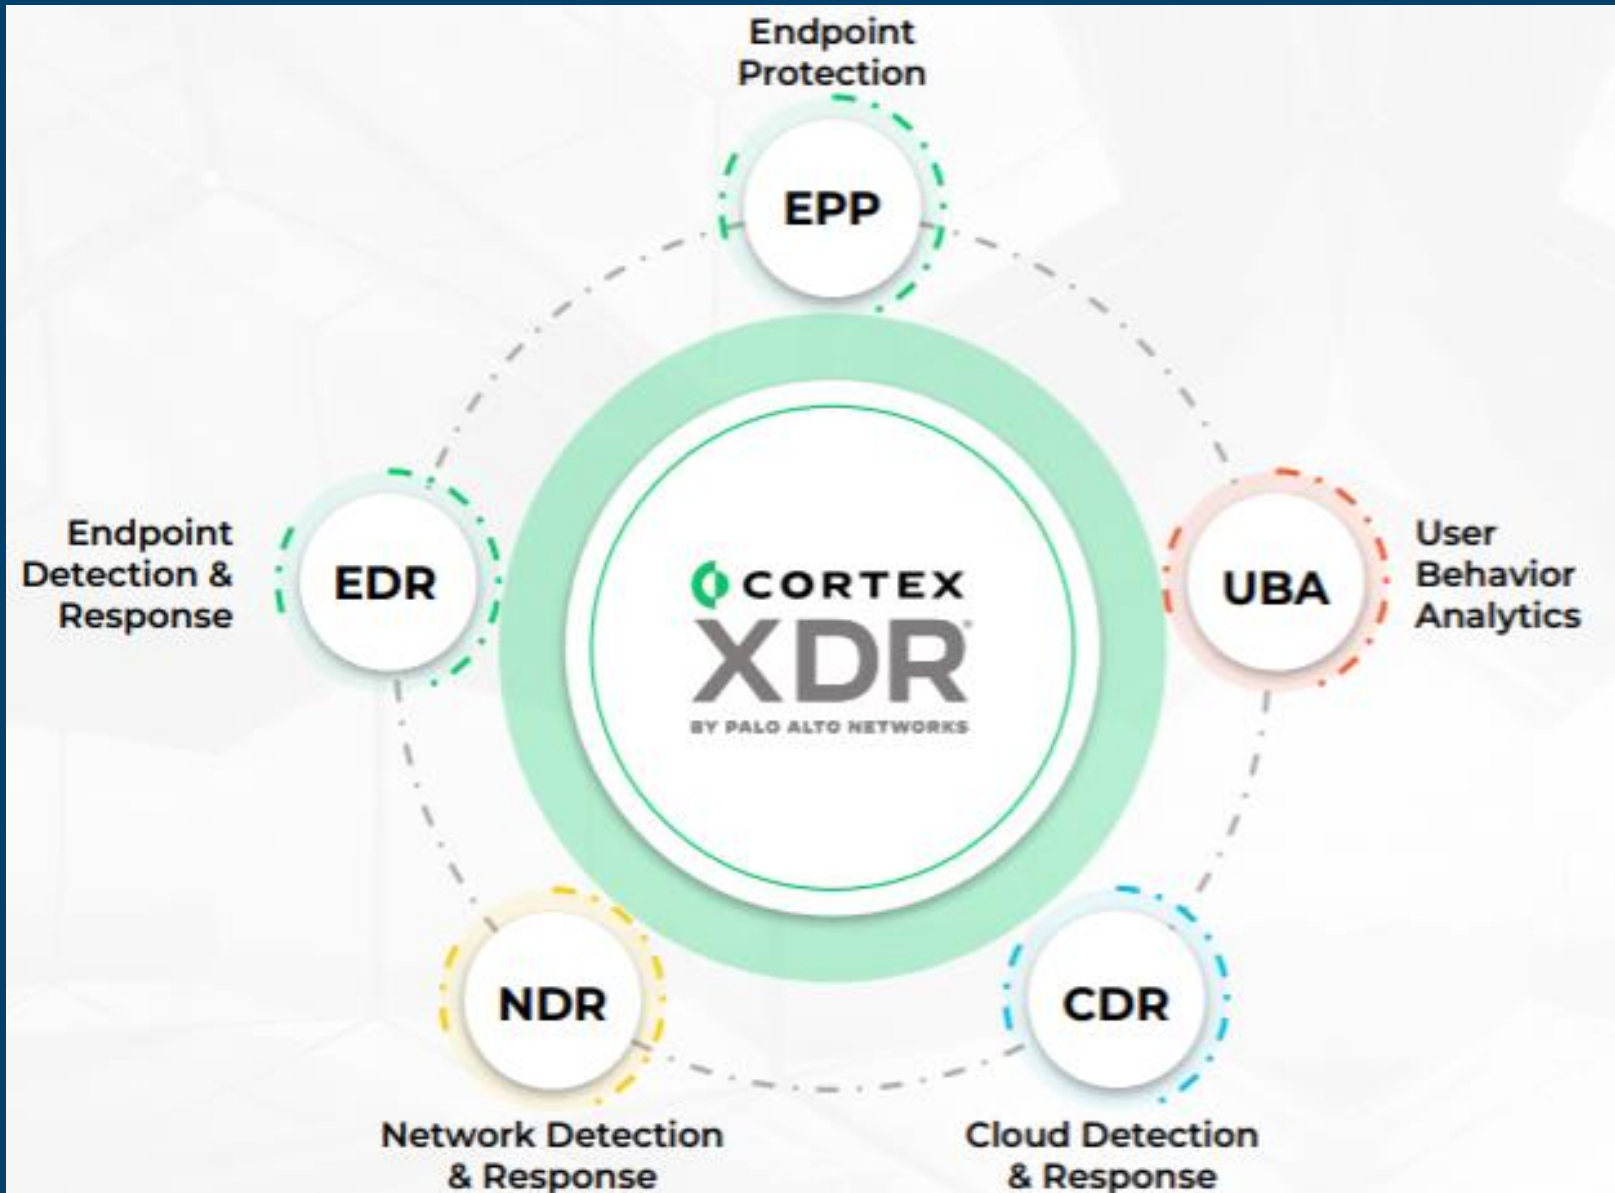 Endpoint
Protection
EPP
Endpoint
Detection &
Response
EDR
CORTEX
XDR®
BY PALO ALTO NETWORKS
UBA
User
Behavior
Analytics
NDR
Network Detection
& Response
CDR
Cloud Detection
& Response